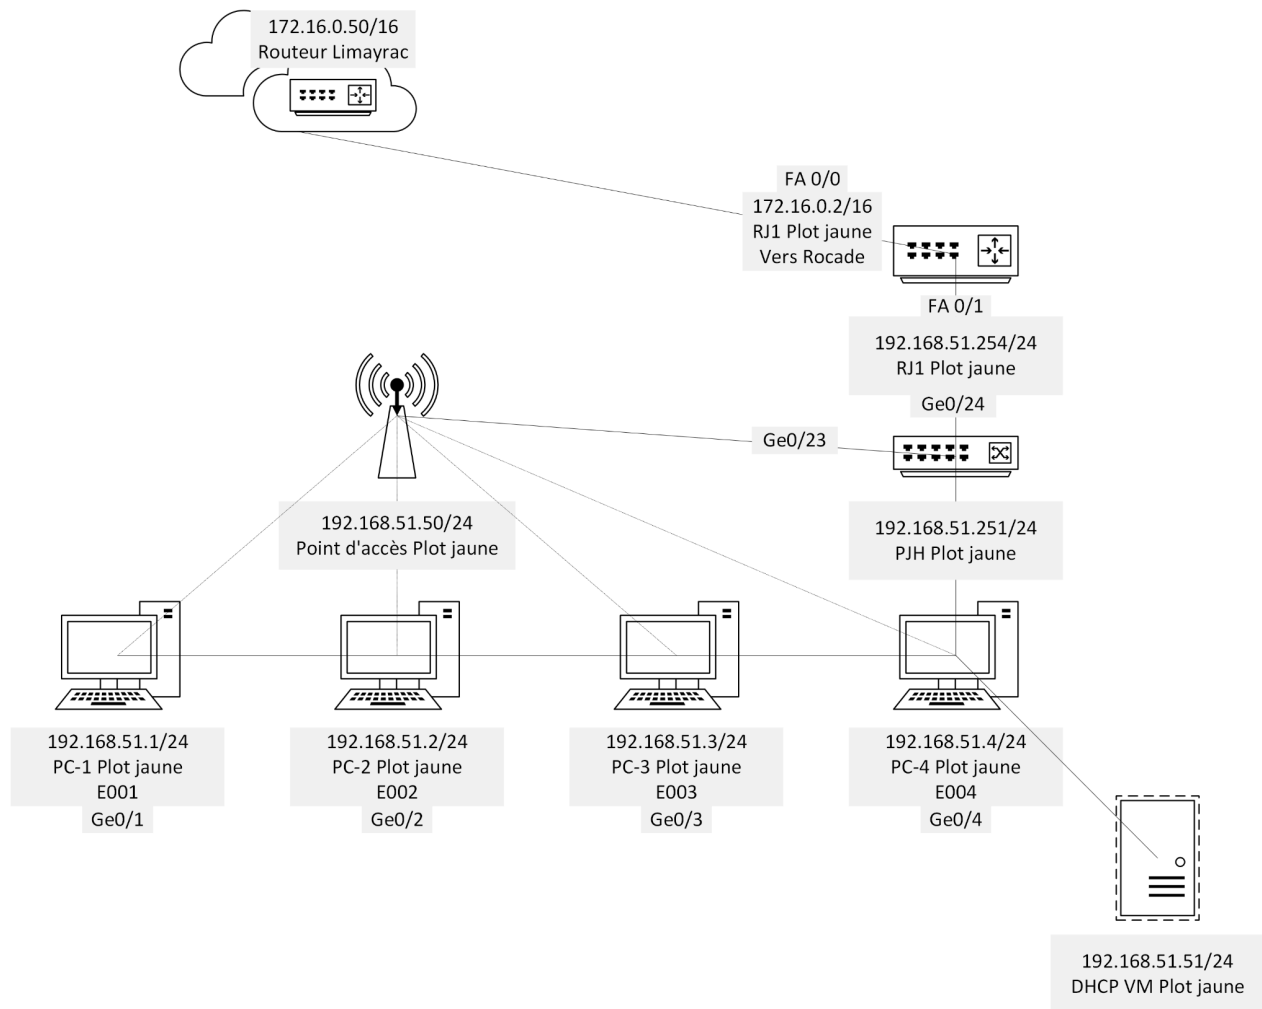 172.16.0.50/16
Routeur Limayrac
FA 0/0
172.16.0.2/16
RJ1 Plot jaune
Vers Rocade
FA 0/1
192.168.51.254/24
RJ1 Plot jaune
Ge0/24
Ge0/23
192.168.51.50/24
Point d'accès Plot jaune
192.168.51.251/24
PJH Plot jaune
192.168.51.1/24
PC-1 Plot jaune
E001
Ge0/1
192.168.51.2/24
PC-2 Plot jaune
E002
Ge0/2
192.168.51.3/24
PC-3 Plot jaune
E003
Ge0/3
192.168.51.4/24
PC-4 Plot jaune
E004
Ge0/4
192.168.51.51/24
DHCP VM Plot jaune